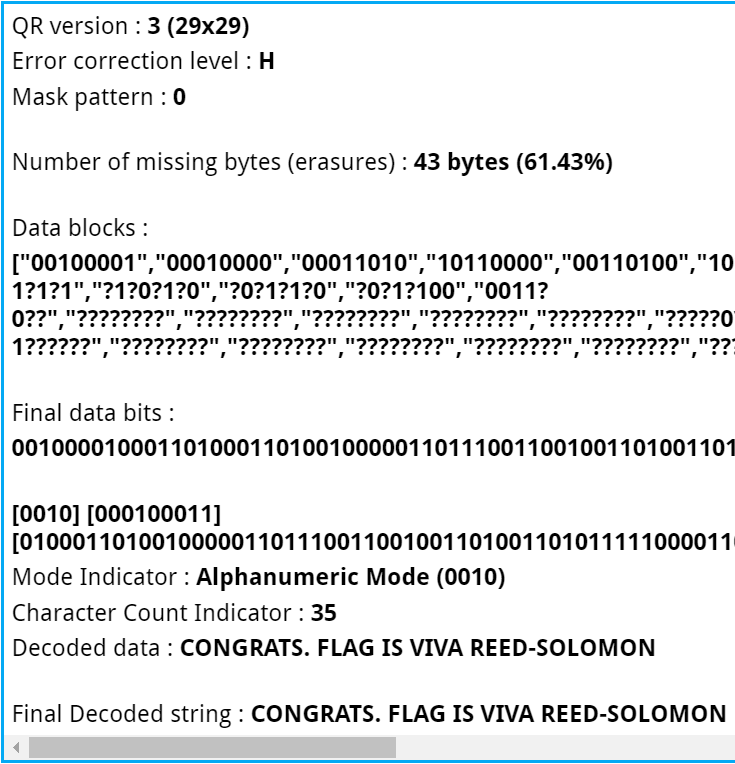 QR version : 3 (29x29)
Error correction level : H
Mask pattern : 0
Number of missing bytes (erasures) : 43 bytes (61.43%)
Data blocks :
["00100001","00010000","00011010","10110000","00110100","10
1?1?1","?1?0?1?0","?0?1?1?0","?0?1?100","0011?
0??","????????","????????","????????","????????","????????","?????0?
1??????","????????","????????","????????","????????","????????","???
Final data bits :
0010000100011010001101001000001101110011001001101001101
[0010] [000100011]
[0100011010010000011011100110010011010011010111110000110
Mode Indicator : Alphanumeric Mode (0010)
Character Count Indicator : 35
Decoded data : CONGRATS. FLAG IS VIVA REED-SOLOMON
Final Decoded string : CONGRATS. FLAG IS VIVA REED-SOLOMON